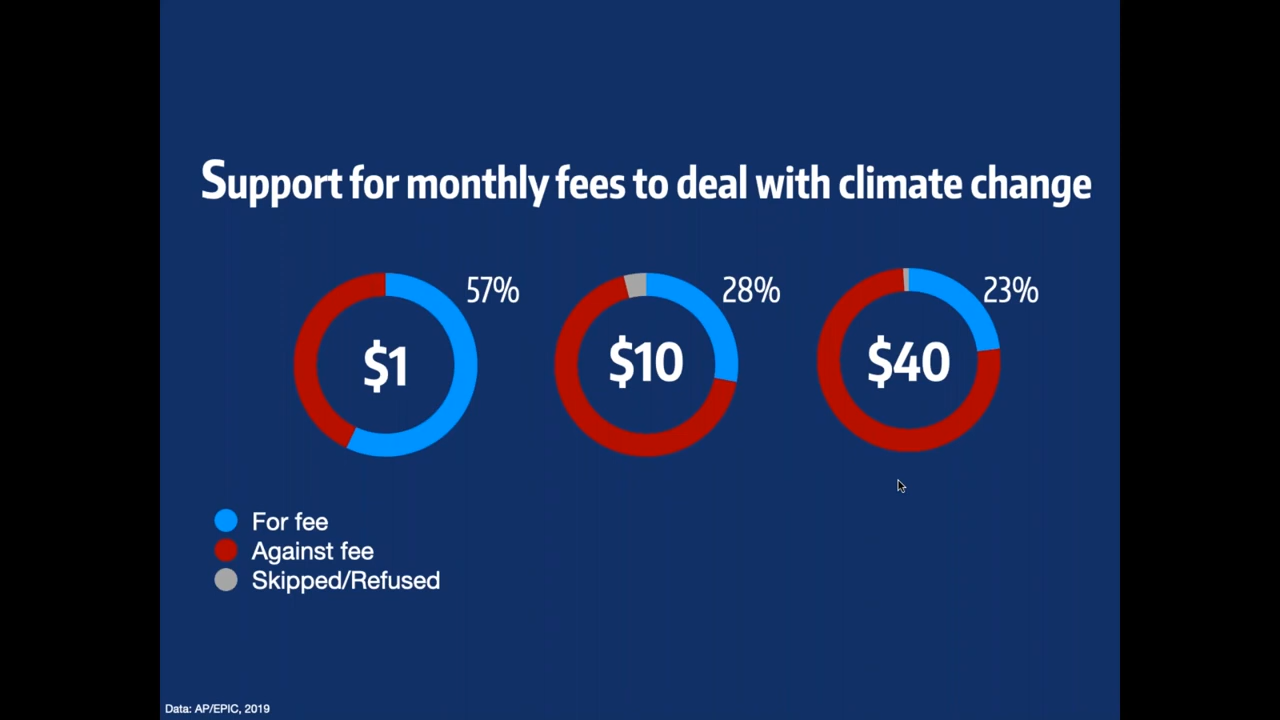 Support for monthly fees to deal with climate change
57%
28%
23%
$1
$10
$40
For fee
Against fee
Skipped/Refused
Data: AP/EPIC, 2019